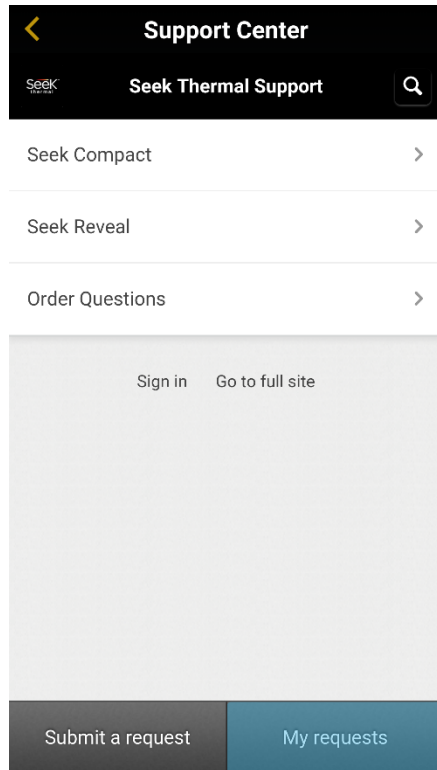 Support Center
Seek
thermal
Seek Thermal Support
Seek Compact
Seek Reveal
Order Questions
Sign in Go to full site
Submit a request My requests